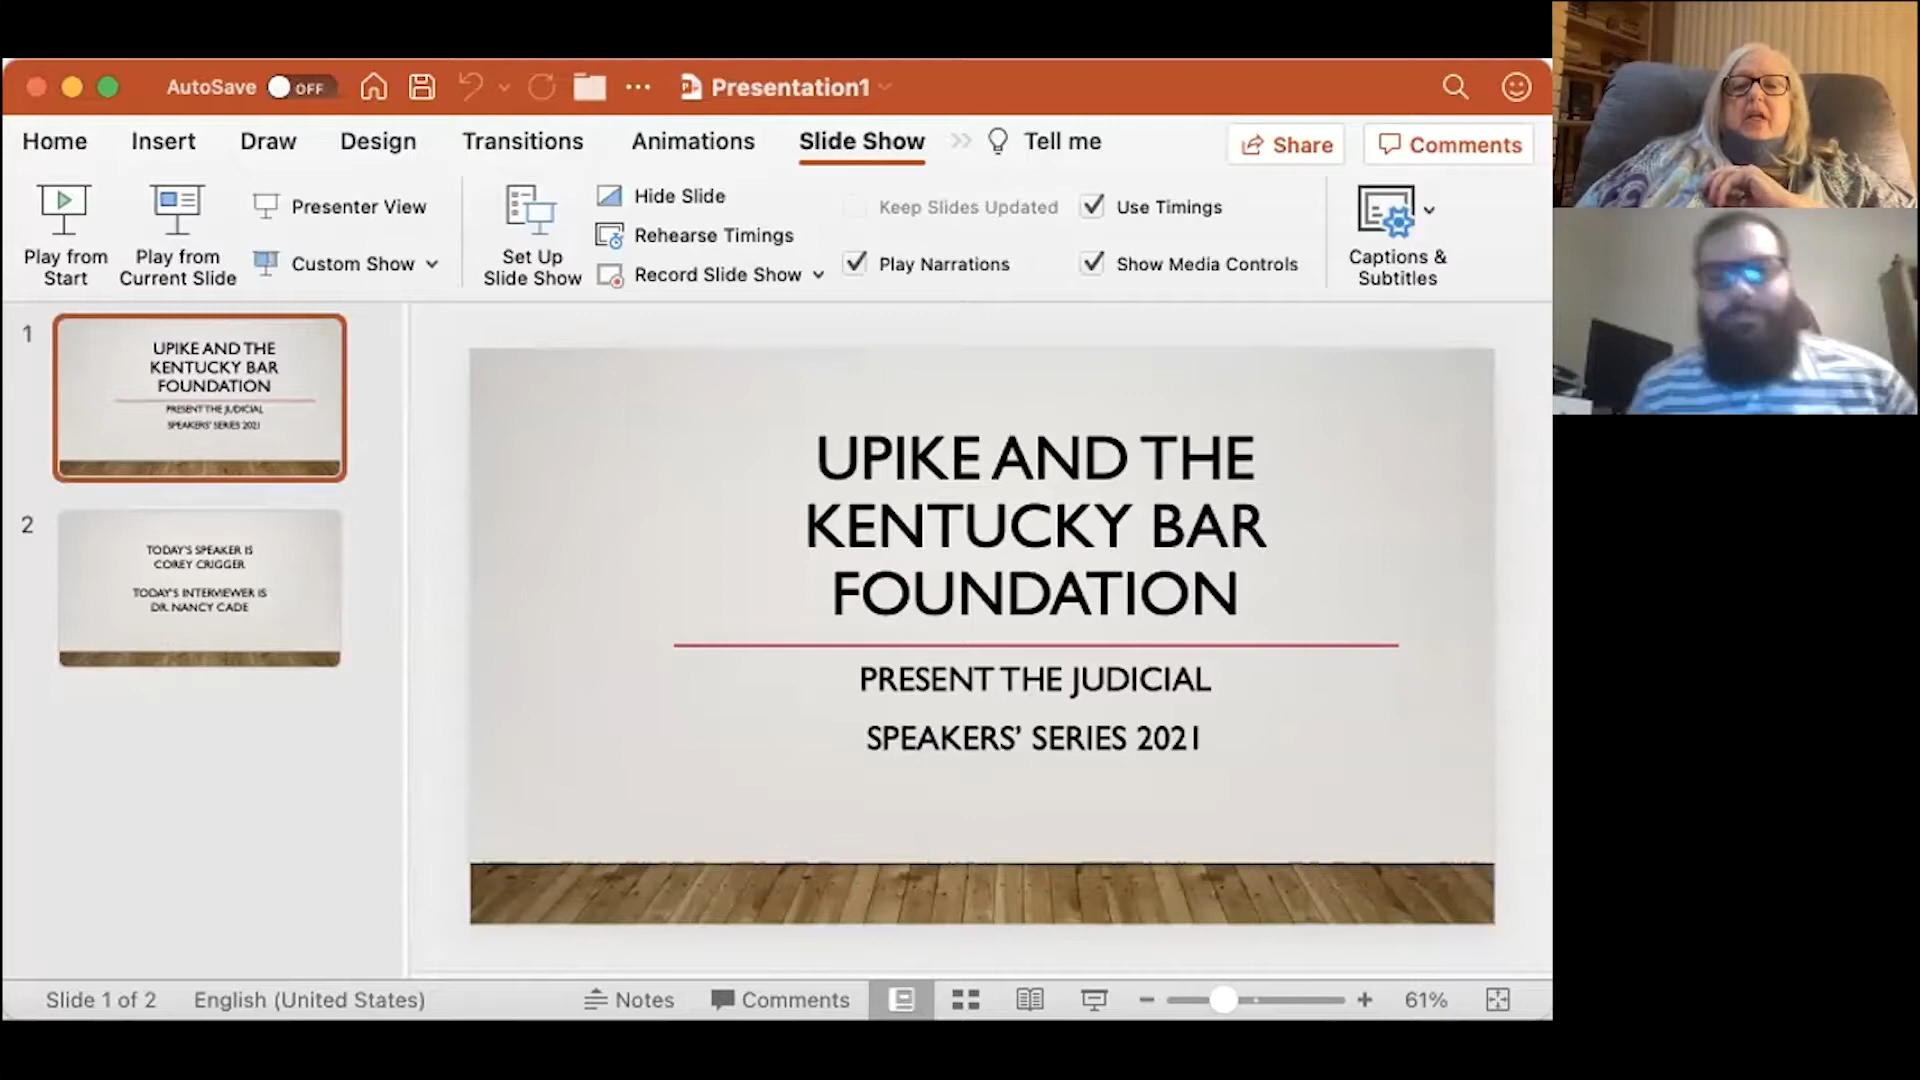 AutoSave OFF
Presentation1
Home Insert Draw Design Transitions Animations Slide Show Tell me
Share Comments
Play from
Start
Play from
Current Slide
Presenter View
Custom Show
Set Up
Slide Show
Hide Slide
Rehearse Timings
Record Slide Show
Keep Slides Updated
Play Narrations
Use Timings
Show Media Controls
Captions &
Subtitles
1
UPIKE AND THE
KENTUCKY BAR
FOUNDATION
PRESENT THE JUDICIAL
SPEAKERS' SERIES 2021
2
TODAY'S SPEAKER IS
COREY CRIGGER
TODAY'S INTERVIEWER IS
DR. NANCY CADE
UPIKE AND THE
KENTUCKY BAR
FOUNDATION
PRESENT THE JUDICIAL
SPEAKERS' SERIES 2021
Slide 1 of 2 English (United States) Notes Comments 61%